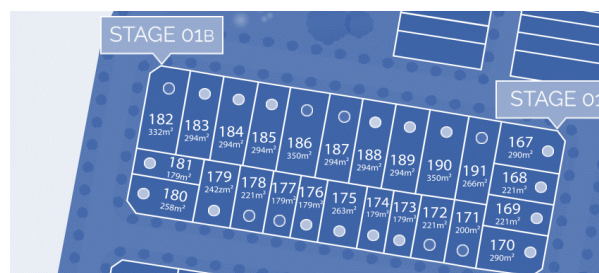 STAGE 01B
STAGE 01
182
332m²
183
294m²
184
294m²
185
294m²
186
350m²
187
294m²
188
294m²
189
294m²
190
350m²
191
266m²
167
290m²
168
221m²
169
221m²
170
290m²
181
179m²
180
258m²
179
242m²
178
221m²
177
179m²
176
179m²
175
263m²
174
179m²
173
179m²
172
221m²
171
200m²